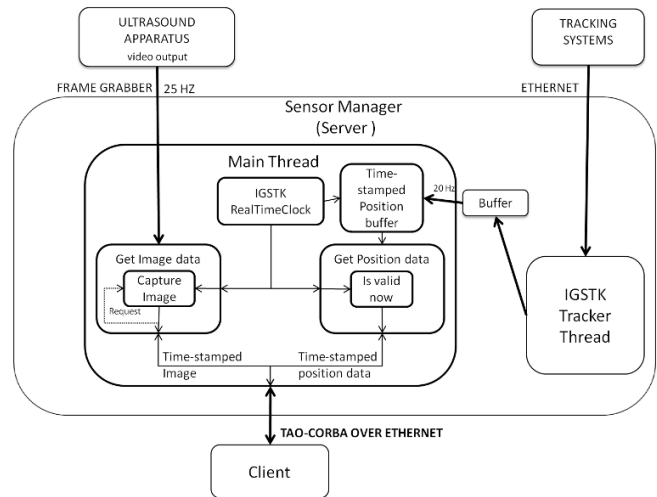 ULTRASOUND
APPARATUS
video output
TRACKING
SYSTEMS
FRAME GRABBER
25 HZ
ETHERNET
Sensor Manager
(Server )
Main Thread
IGSTK
RealTimeClock
Time-
stamped
Position
buffer
20 Hz
Buffer
Get Image data
Capture
Image
Request
Get Position data
Is valid
now
IGSTK
Tracker
Thread
Time-stamped
Image
Time-stamped
position data
TAO-CORBA OVER ETHERNET
Client